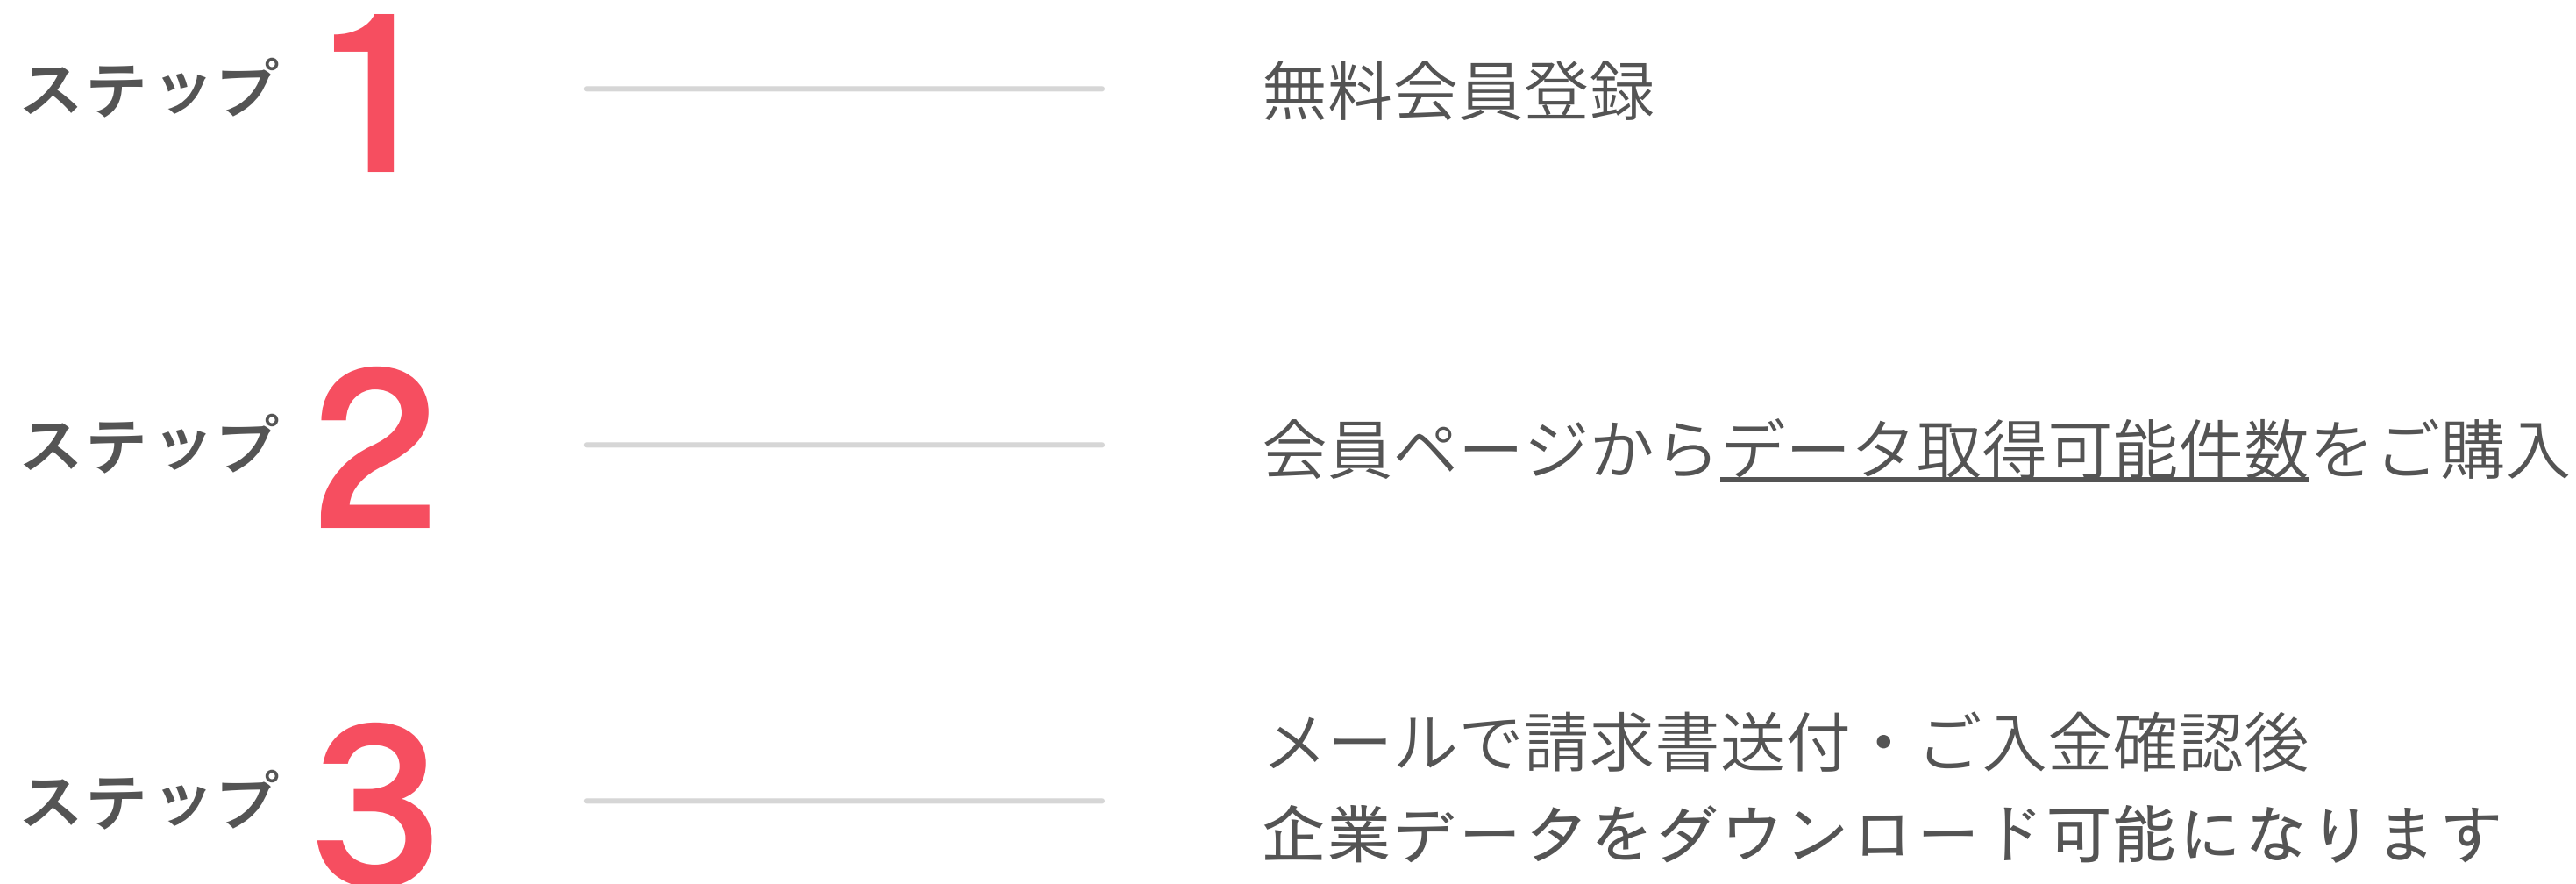 ステップ 1 無料会員登録
ステップ 2 会員ページからデータ取得可能件数をご購入
ステップ 3 メールで請求書送付・ご入金確認後
企業データをダウンロード可能になります